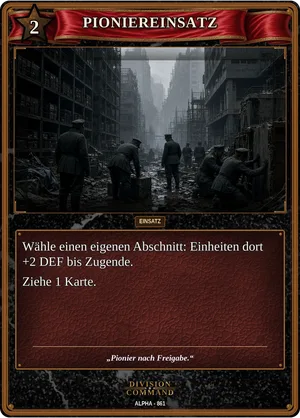 2
PIONIEREINSATZ
EINSATZ
Wähle einen eigenen Abschnitt: Einheiten dort
+2 DEF bis Zugende.
Ziehe 1 Karte.
„Pionier nach Freigabe.“
DIVISION
COMMAND
ALPHA - 861